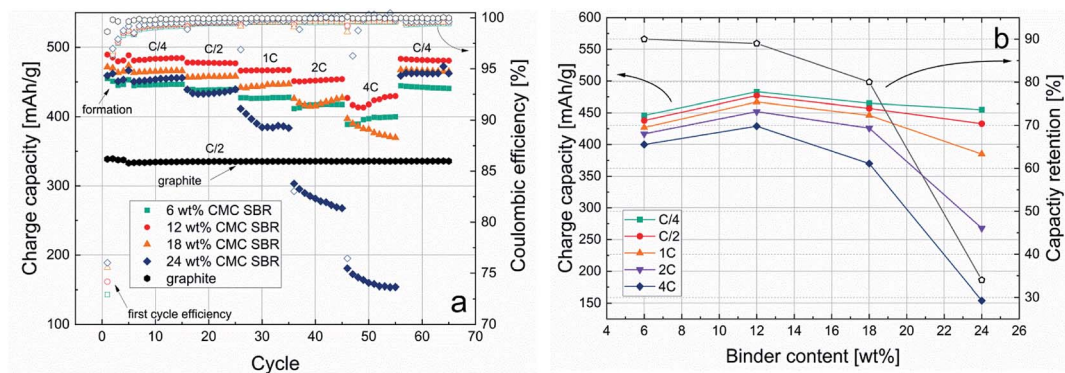 a
Charge capacity [mAh/g]
500
450
400
350
300
250
200
150
100
C/4
C/2
1C
2C
4C
C/4
formation
C/2
graphite
6 wt% CMC SBR
12 wt% CMC SBR
18 wt% CMC SBR
24 wt% CMC SBR
graphite
first cycle efficiency
0 10 20 30 40 50 60 70
Cycle
100
95
90
85
80
75
70
Coulombic efficiency [%]
b
Charge capacity [mAh/g]
600
550
500
450
400
350
300
250
200
150
C/4
C/2
1C
2C
4C
4 6 8 10 12 14 16 18 20 22 24 26
Binder content [wt%]
90
80
70
60
50
40
30
Capactiy retention [%]